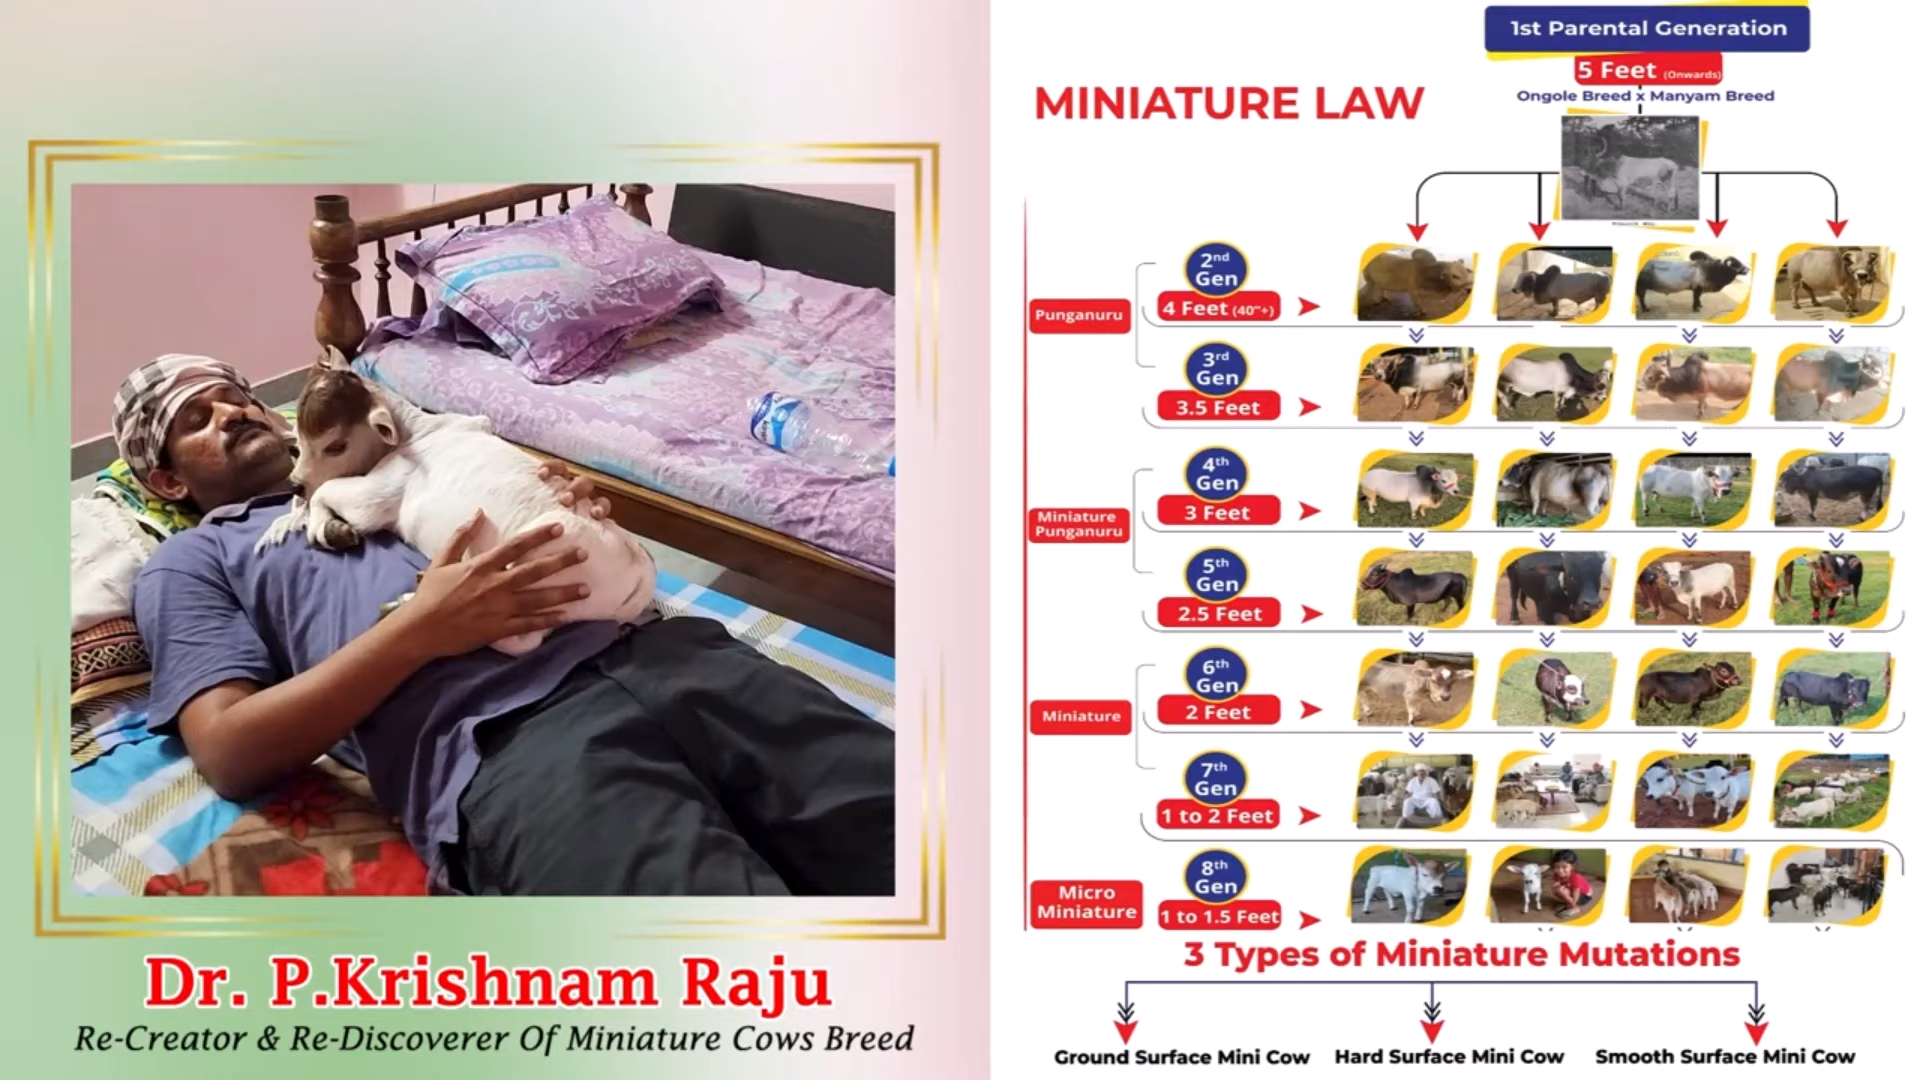 Dr. P.Krishnam Raju
Re-Creator & Re-Discoverer Of Miniature Cows Breed
MINIATURE LAW
1st Parental Generation
5 Feet (Onwards)
Ongole Breed x Manyam Breed
Punganuru
2nd
Gen
4 Feet (40"+)
3rd
Gen
3.5 Feet
Miniature
Punganuru
4th
Gen
3 Feet
5th
Gen
2.5 Feet
Miniature
6th
Gen
2 Feet
7th
Gen
1 to 2 Feet
Micro
Miniature
8th
Gen
1 to 1.5 Feet
3 Types of Miniature Mutations
Ground Surface Mini Cow
Hard Surface Mini Cow
Smooth Surface Mini Cow